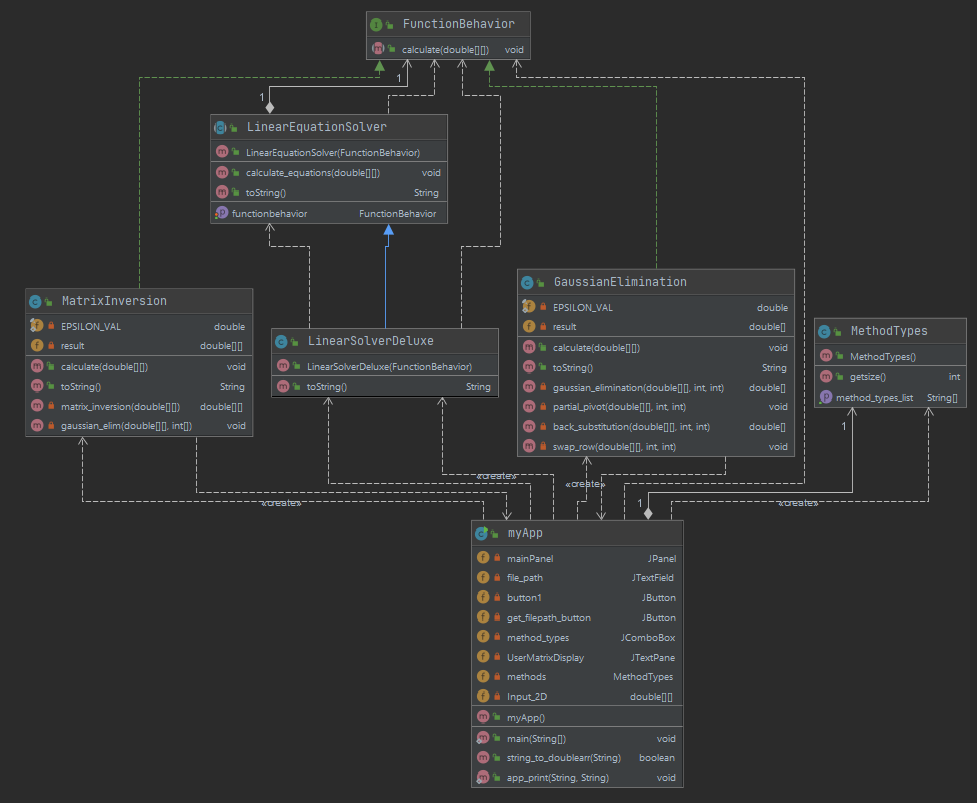 FunctionBehavior
calculate(double[][]) void
1
1
LinearEquationSolver
LinearEquationSolver(FunctionBehavior)
calculate_equations(double[][]) void
toString() String
functionbehavior FunctionBehavior
MatrixInversion
EPSILON_VAL double
result double[][]
calculate(double[][]) void
toString() String
matrix_inversion(double[][]) double[][]
gaussian_elim(double[][], int[]) void
LinearSolverDeluxe
LinearSolverDeluxe(FunctionBehavior)
toString() String
GaussianElimination
EPSILON_VAL double
result double[]
calculate(double[][]) void
toString() String
gaussian_elimination(double[][], int, int) double[]
partial_pivot(double[][], int, int) void
back_substitution(double[][], int, int) double[]
swap_row(double[][], int, int) void
MethodTypes
MethodTypes()
getsize() int
method_types_list String[]
1
«create»
«create»
1
«create»
«create»
myApp
mainPanel JPanel
file_path JTextField
button1 JButton
get_filepath_button JButton
method_types JComboBox
UserMatrixDisplay JTextPane
methods MethodTypes
Input_2D double[][]
myApp()
main(String[]) void
string_to_doublearr(String) boolean
app_print(String, String) void